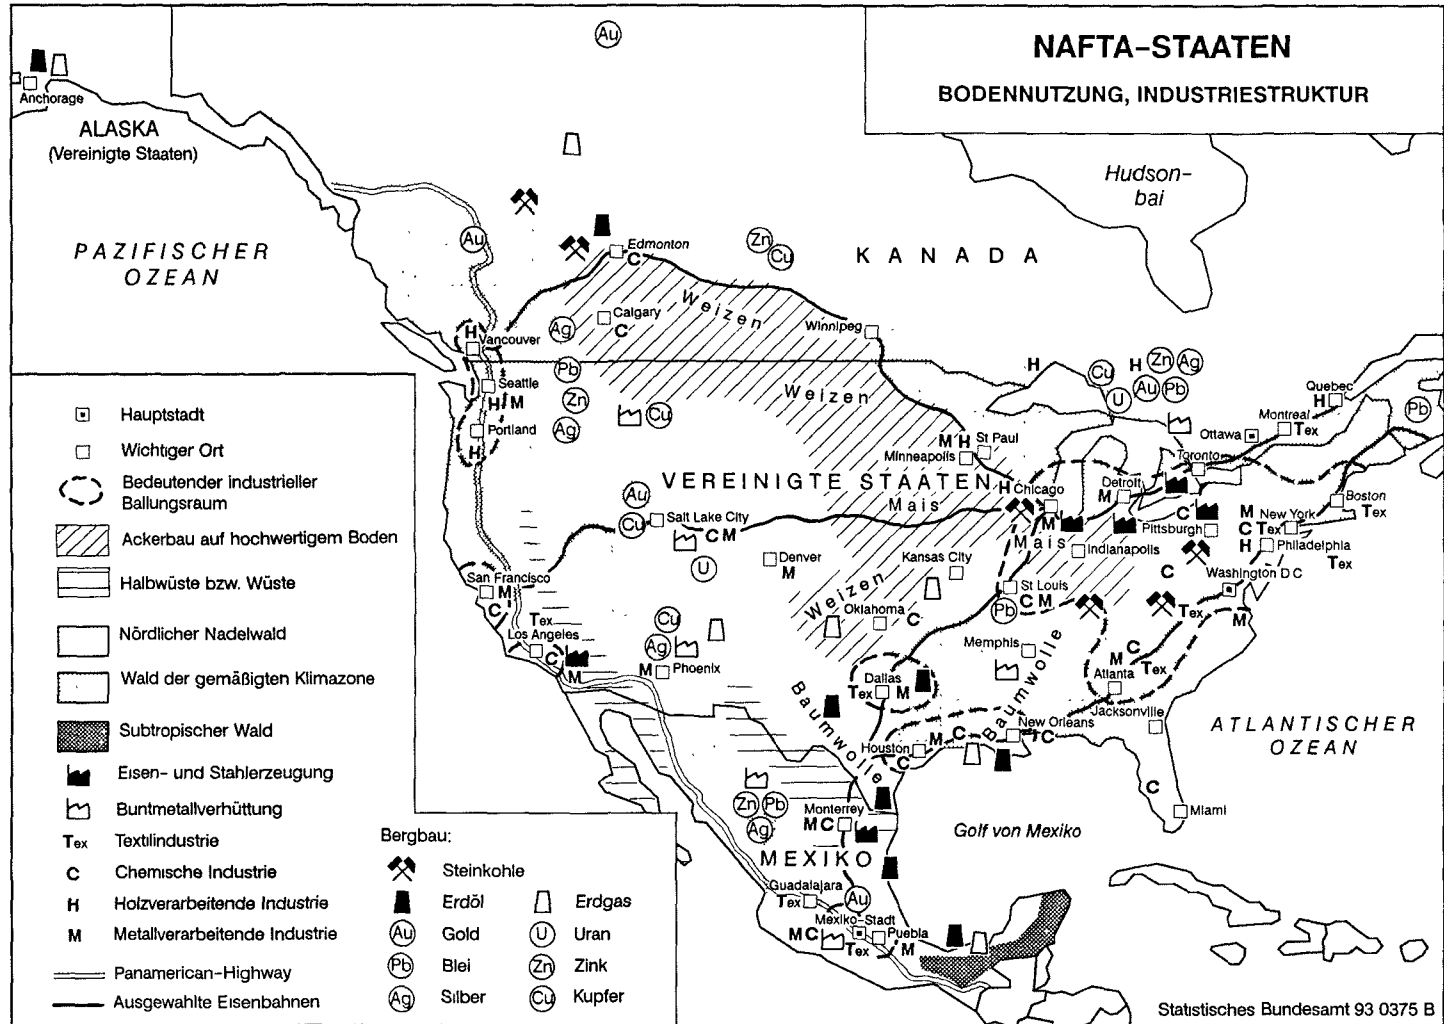 NAFTA-STAATEN
BODENNUTZUNG, INDUSTRIESTRUKTUR
Au
Anchorage
ALASKA
(Vereinigte Staaten)
Hudson-
bai
PAZIFISCHER
OZEAN
KANADA
Au
Zn
Cu
Edmonton
C
Weizen
Calgary
C
Ag
Winnipeg
H
Vancouver
Pb
Seattle
H M
Zn
Ag
Cu
Portland
H
Weizen
H
Cu
H
Zn
Ag
U
Au
Pb
Quebec
H
Pb
Montreal
Tex
Ottawa
Toronto
M H
St Paul
Minneapolis
VEREINIGTE STAATEN
Mais
H
Chicago
M
Detroit
M
Boston
Tex
C
Pittsburgh
M
C
Tex
New York
H
Philadelphia
Tex
Au
Cu
Salt Lake City
C M
U
Denver
M
Kansas City
Mais
Indianapolis
C
Washington D C
San Francisco
M
C
Weizen
St Louis
C M
Pb
Oklahoma
C
Tex
M
Tex
Los Angeles
C
M
Cu
Ag
M
Phoenix
Memphis
C
M
Tex
Atlanta
Dallas
Tex
M
Baumwolle
Baumwolle
Jacksonville
New Orleans
C
M
C
Houston
C
ATLANTISCHER
OZEAN
C
Miami
Golf von Mexiko
Zn
Pb
Ag
Monterrey
M C
MEXIKO
Guadalajara
Tex
Au
Mexiko-Stadt
M C
Tex
Puebla
M
Hauptstadt
Wichtiger Ort
Bedeutender industrieller
Ballungsraum
Ackerbau auf hochwertigem Boden
Halbwüste bzw. Wüste
Nördlicher Nadelwald
Wald der gemäßigten Klimazone
Subtropischer Wald
Eisen- und Stahlerzeugung
Buntmetallverhüttung
Tex Textilindustrie
C Chemische Industrie
H Holzverarbeitende Industrie
M Metallverarbeitende Industrie
Panamerican-Highway
Ausgewahlte Eisenbahnen
Bergbau:
Steinkohle
Erdöl
Erdgas
Au Gold
U Uran
Pb Blei
Zn Zink
Ag Silber
Cu Kupfer
Statistisches Bundesamt 93 0375 B